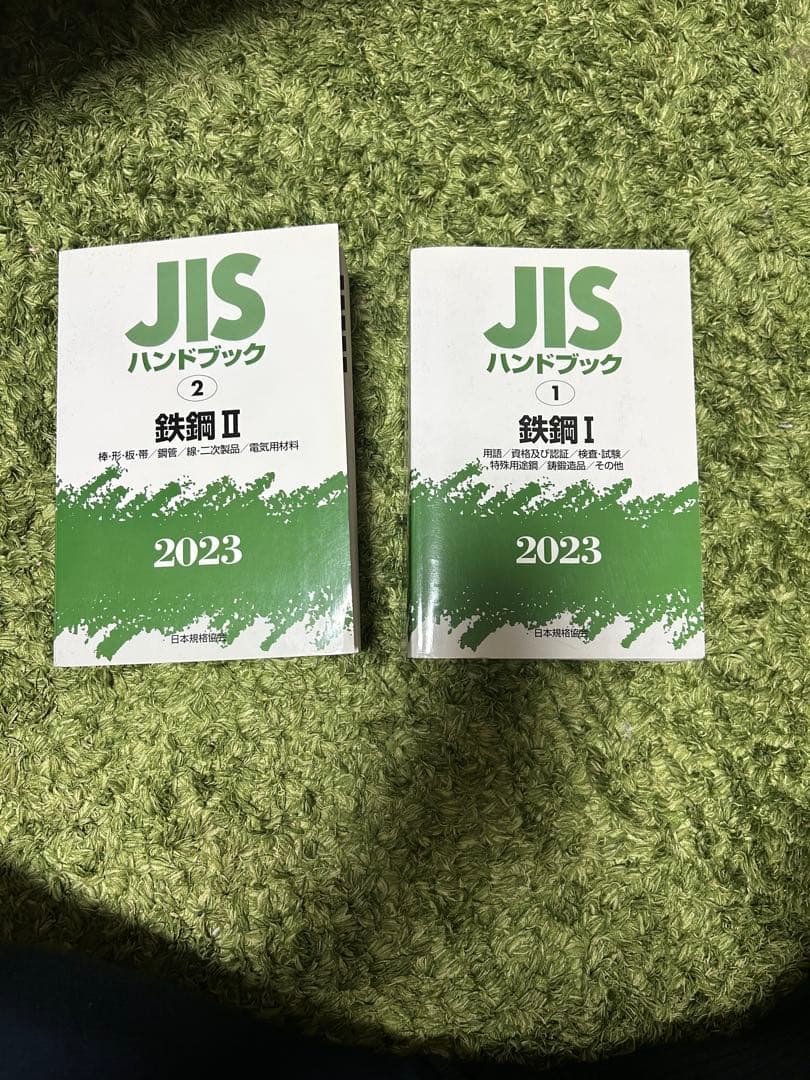 JIS
ハンドブック
2
鉄鋼Ⅱ
棒・形・板・帯／鋼管／線・二次製品／電気用材料
2023
日本規格協会
JIS
ハンドブック
1
鉄鋼Ⅰ
用語／資格及び認証／検査・試験／
特殊用途鋼／鋳鍛造品／その他
2023
日本規格協会